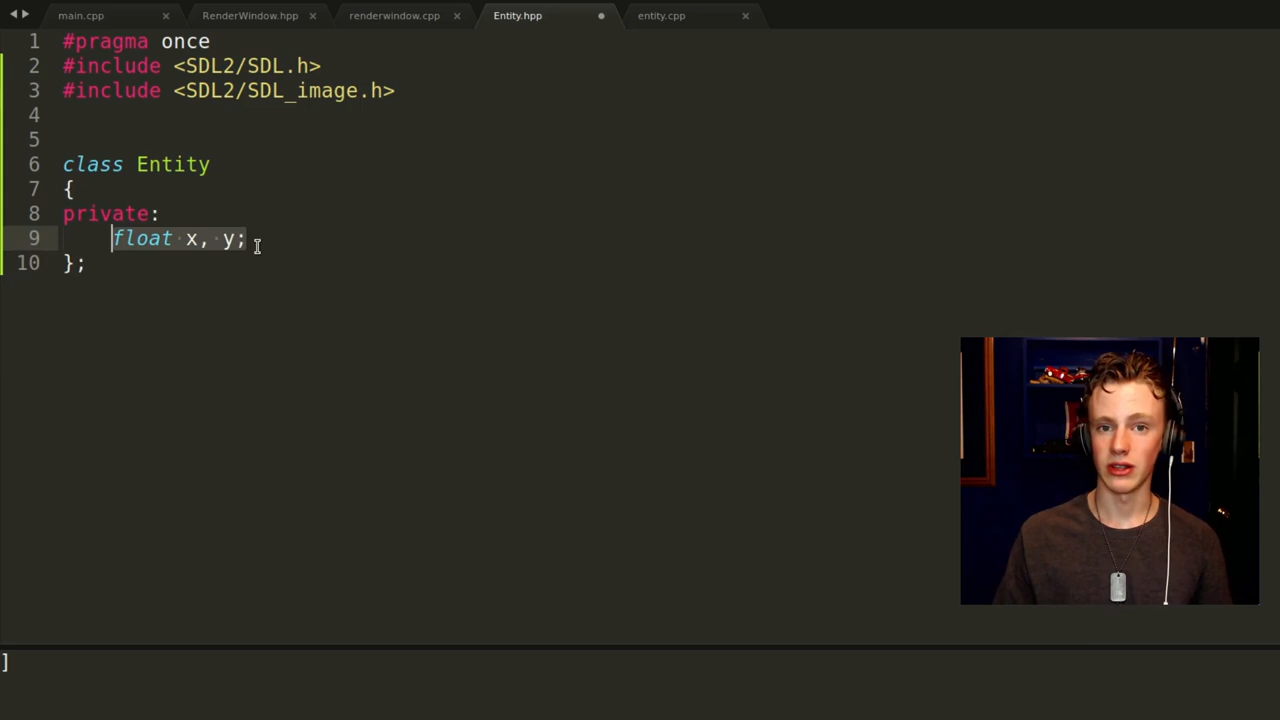 main.cpp RenderWindow.hpp renderwindow.cpp Entity.hpp entity.cpp
1 #pragma once
2 #include <SDL2/SDL.h>
3 #include <SDL2/SDL_image.h>
4
5
6 class Entity
7 {
8 private:
9 float x, y;
10 };
]